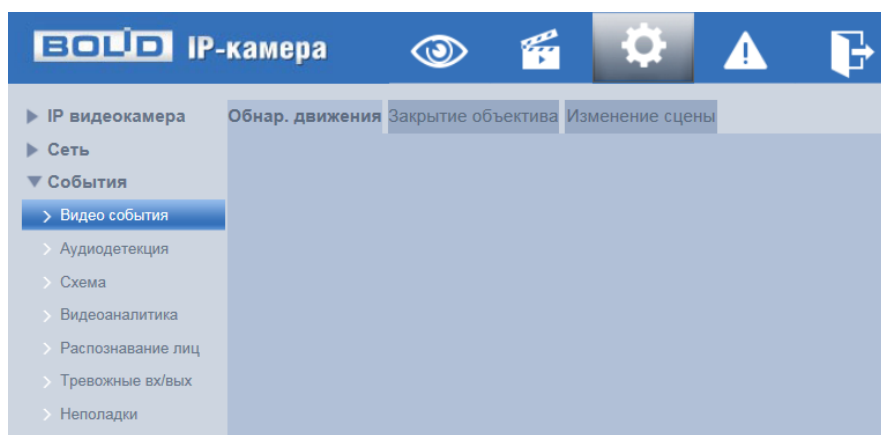 BOLID IP-камера
IP видеокамера
Сеть
События
Видео события
Аудиодетекция
Схема
Видеоаналитика
Распознавание лиц
Тревожные вх/вых
Неполадки
Обнар. движения Закрытие объектива Изменение сцены